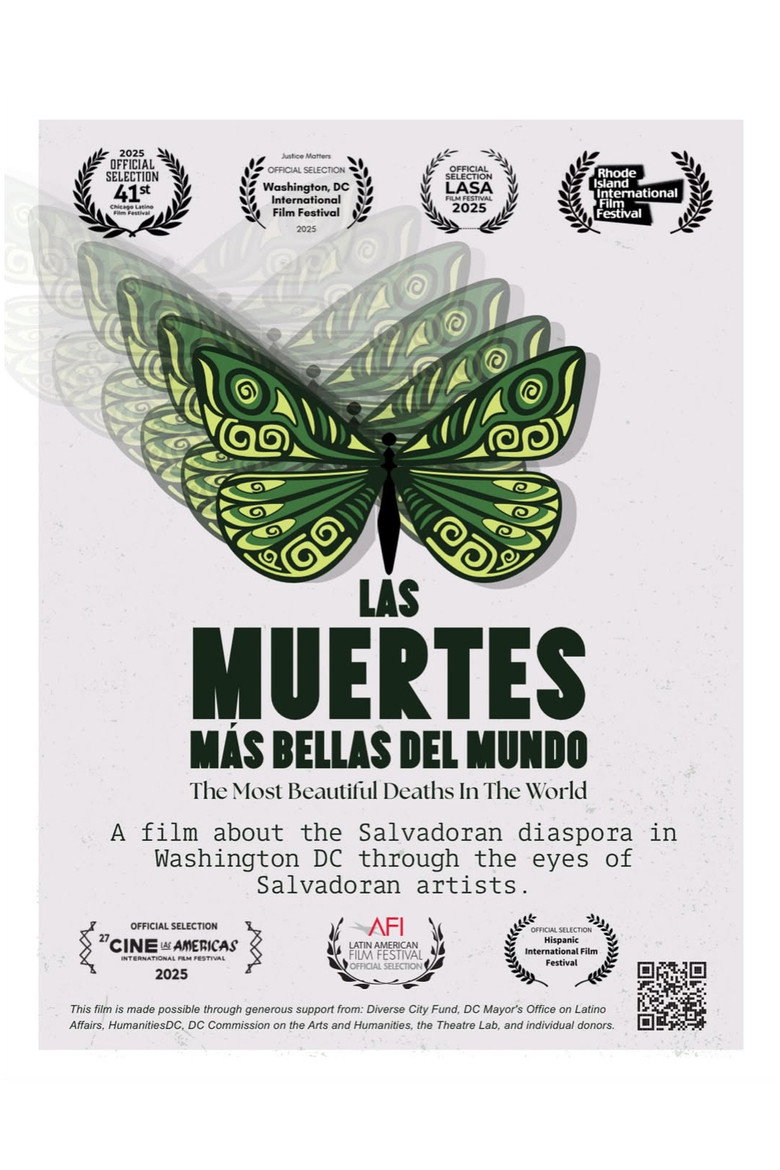 2025
OFFICIAL
SELECTION
41st
Chicago Latino
Film Festival
Justice Matters
OFFICIAL SELECTION
Washington, DC
International
Film Festival
2025
OFFICIAL
SELECTION
LASA
FILM FESTIVAL
2025
Rhode
Island
International
Film
Festival
LAS
MUERTES
MÁS BELLAS DEL MUNDO
The Most Beautiful Deaths In The World
A film about the Salvadoran diaspora in
Washington DC through the eyes of
Salvadoran artists.
OFFICIAL SELECTION
27 CINE LAS AMERICAS
INTERNATIONAL FILM FESTIVAL
2025
AFI
LATIN AMERICAN
FILM FESTIVAL
OFFICIAL SELECTION
OFFICIAL SELECTION
Hispanic
International Film
Festival
This film is made possible through generous support from: Diverse City Fund, DC Mayor's Office on Latino
Affairs, HumanitiesDC, DC Commission on the Arts and Humanities, the Theatre Lab, and individual donors.